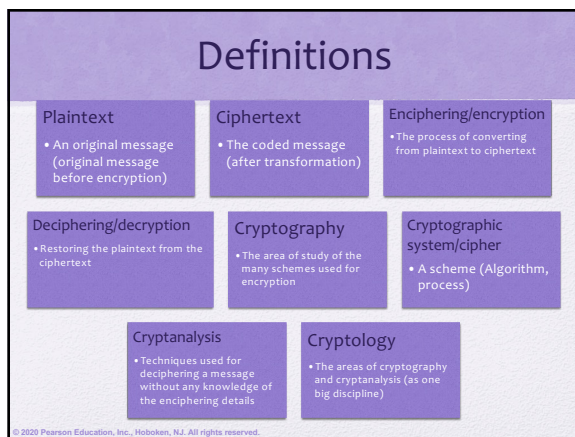 Definitions
Plaintext
• An original message
(original message
before encryption)
Ciphertext
• The coded message
(after transformation)
Enciphering/encryption
• The process of converting
from plaintext to ciphertext
Deciphering/decryption
• Restoring the plaintext from the
ciphertext
Cryptography
• The area of study of the
many schemes used for
encryption
Cryptographic
system/cipher
• A scheme (Algorithm,
process)
Cryptanalysis
• Techniques used for
deciphering a message
without any knowledge of
the enciphering details
Cryptology
• The areas of cryptography
and cryptanalysis (as one
big discipline)
© 2020 Pearson Education, Inc., Hoboken, NJ. All rights reserved.